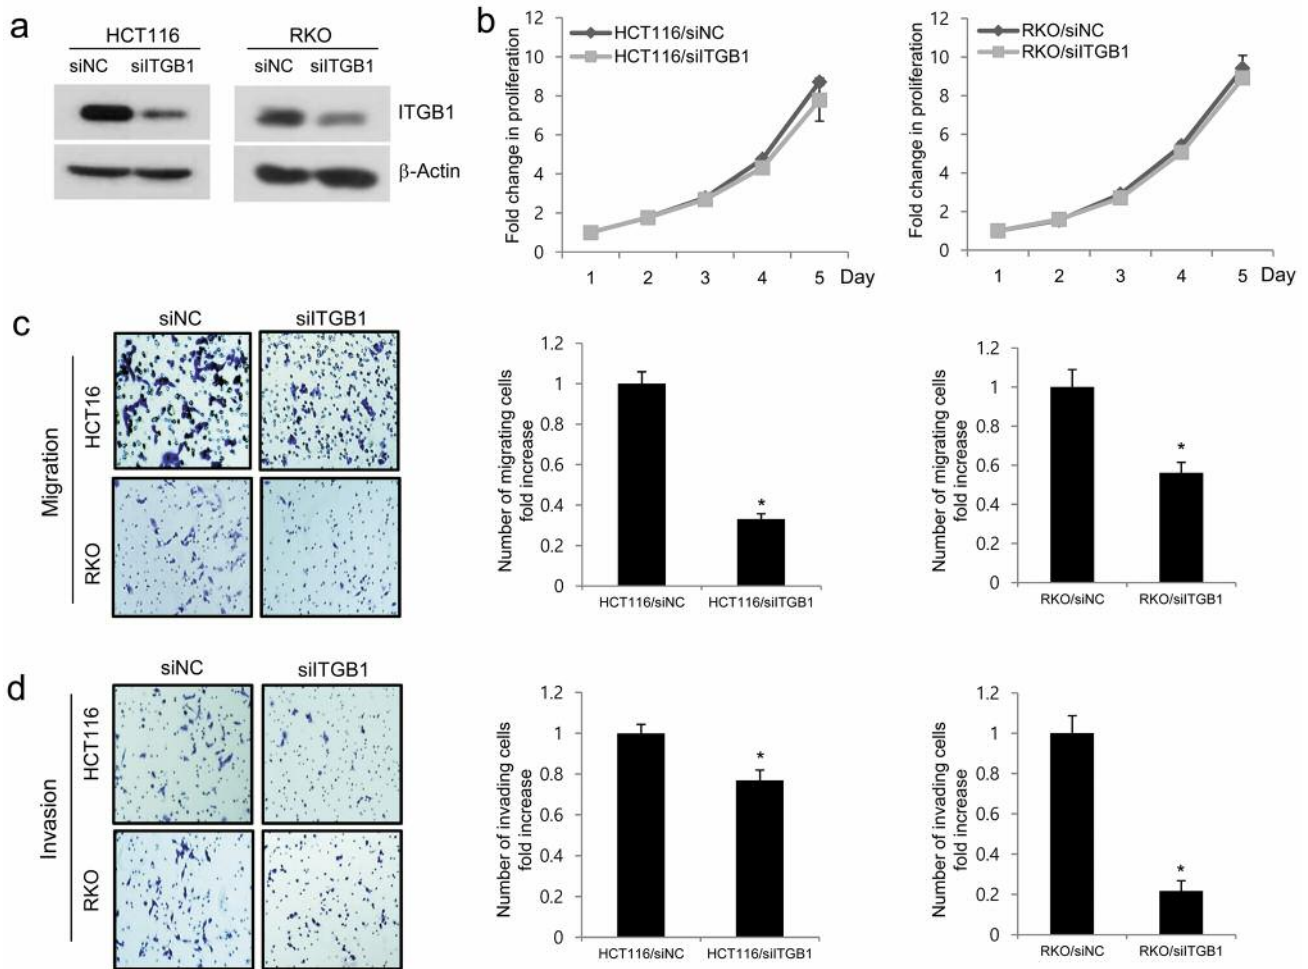 a
HCT116
RKO
siNC siITGB1
siNC siITGB1
ITGB1
β-Actin
b
HCT116/siNC
HCT116/siITGB1
Fold change in proliferation
12
10
8
6
4
2
0
1 2 3 4 5 Day
RKO/siNC
RKO/siITGB1
Fold change in proliferation
12
10
8
6
4
2
0
1 2 3 4 5 Day
c
siNC siITGB1
Migration
HCT16
RKO
Number of migrating cells
fold increase
1.2
1
0.8
0.6
0.4
0.2
0
*
HCT116/siNC HCT116/siITGB1
Number of migrating cells
fold increase
1.2
1
0.8
0.6
0.4
0.2
0
*
RKO/siNC RKO/siITGB1
d
siNC siITGB1
Invasion
HCT116
RKO
Number of invading cells
fold increase
1.2
1
0.8
0.6
0.4
0.2
0
*
HCT116/siNC HCT116/siITGB1
Number of invading cells
fold increase
1.2
1
0.8
0.6
0.4
0.2
0
*
RKO/siNC RKO/siITGB1